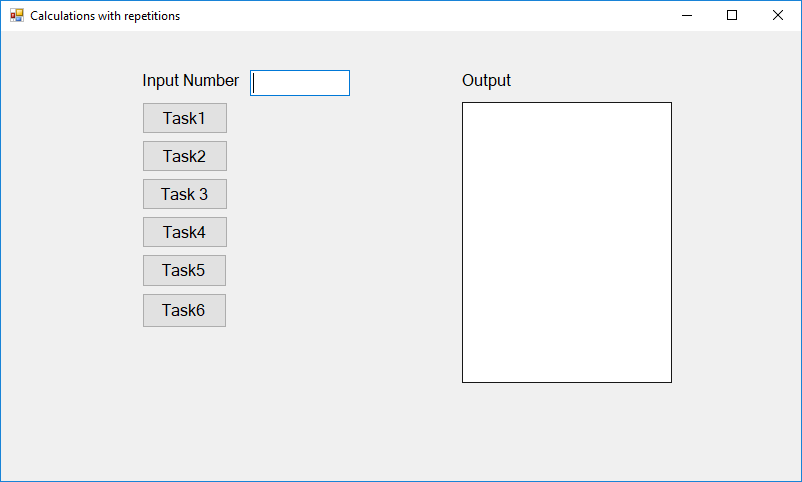 Calculations with repetitions
Input Number
Output
Task1
Task2
Task 3
Task4
Task5
Task6